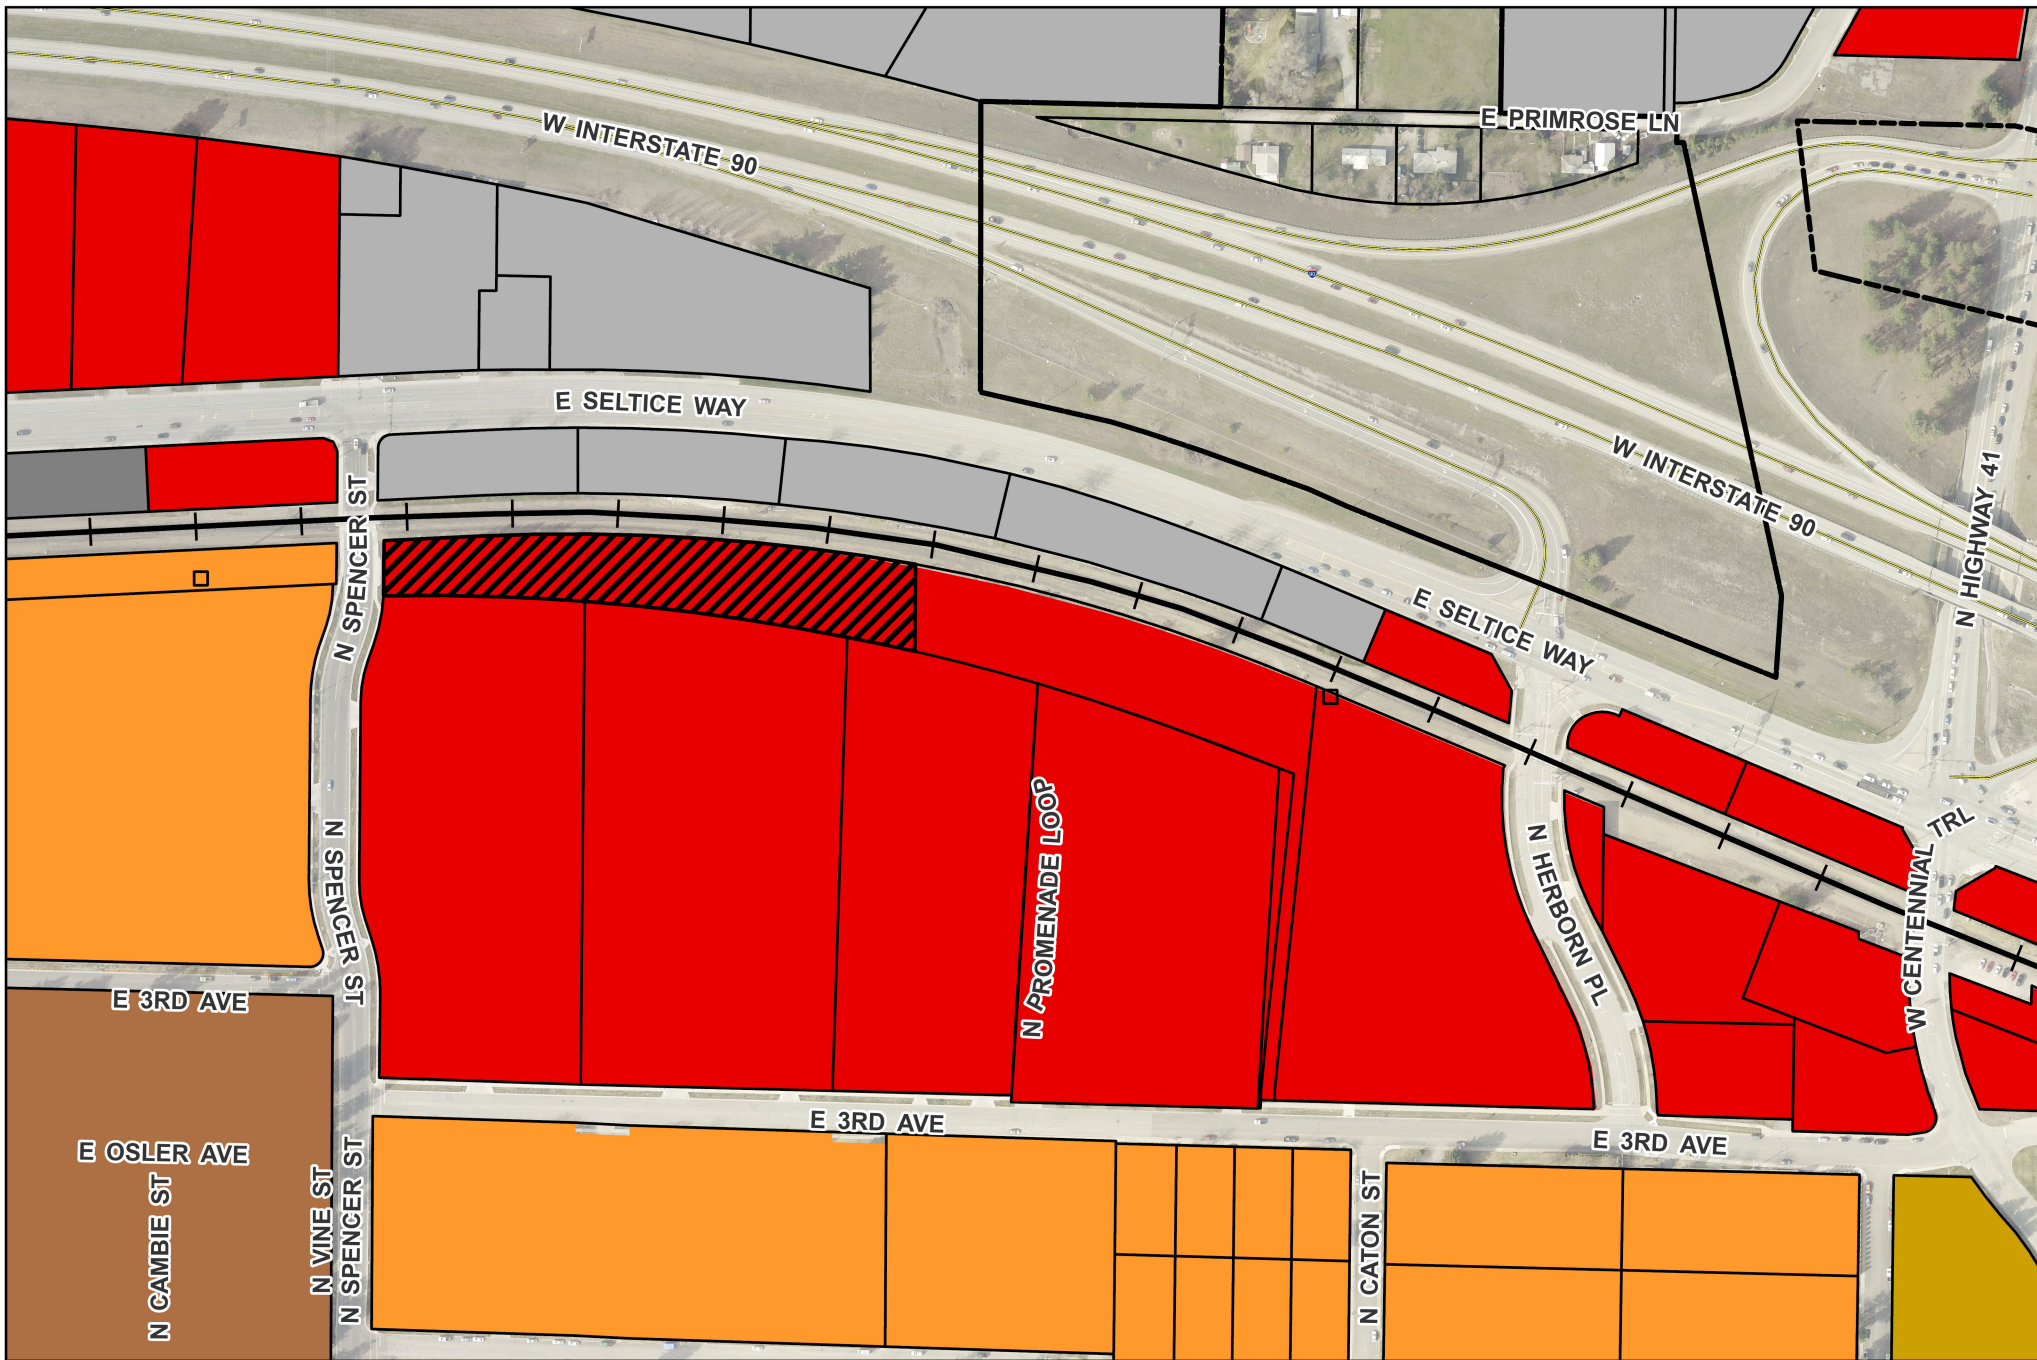 E PRIMROSE LN
W INTERSTATE 90
E SELTICE WAY
W INTERSTATE 90
N HIGHWAY 41
N SPENCER ST
E SELTICE WAY
N PROMENADE LOOP
W CENTENNIAL TRL
N SPENCER ST
N HERBORN PL
E 3RD AVE
E 3RD AVE
E 3RD AVE
E OSLER AVE
N CAMBIE ST
N VINE ST
N SPENCER ST
N CATON ST